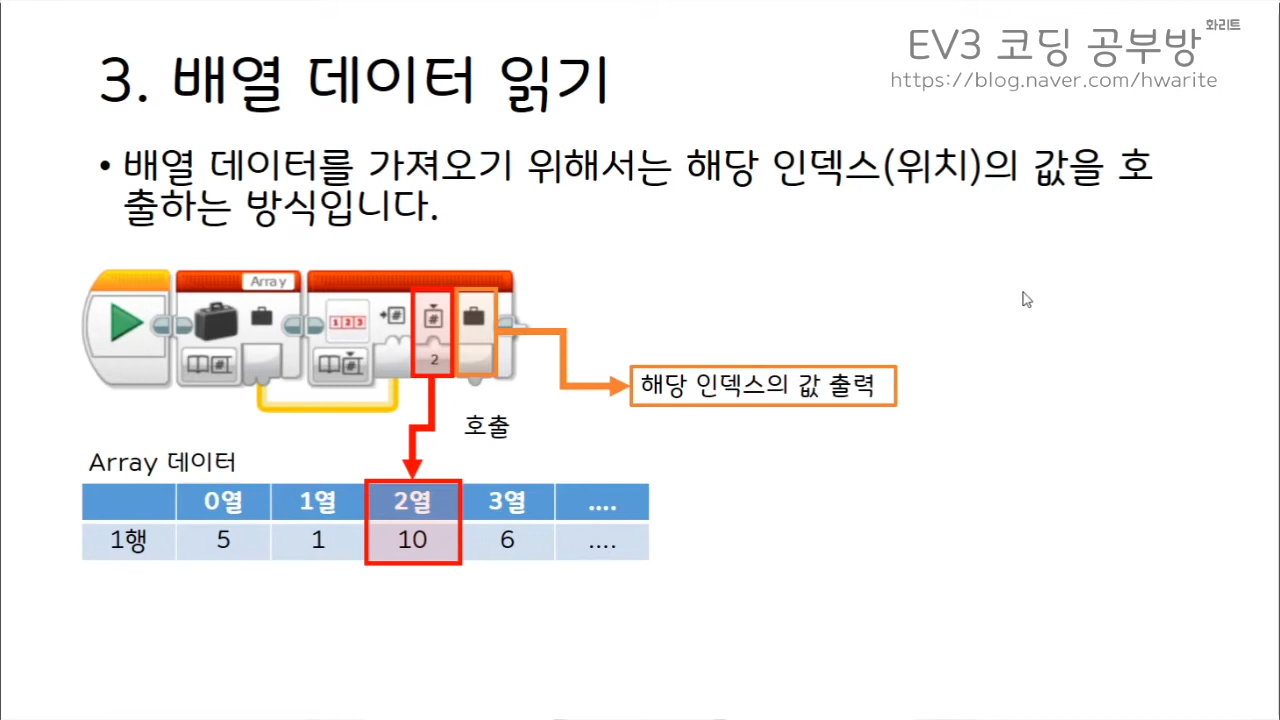 화리트
EV3 코딩 공부방
https://blog.naver.com/hwarite
3. 배열 데이터 읽기
• 배열 데이터를 가져오기 위해서는 해당 인덱스(위치)의 값을 호
출하는 방식입니다.
Array
1 2 3
#
#
#
#
2
해당 인덱스의 값 출력
호출
Array 데이터
0열 1열 2열 3열 ....
1행 5 1 10 6 ....